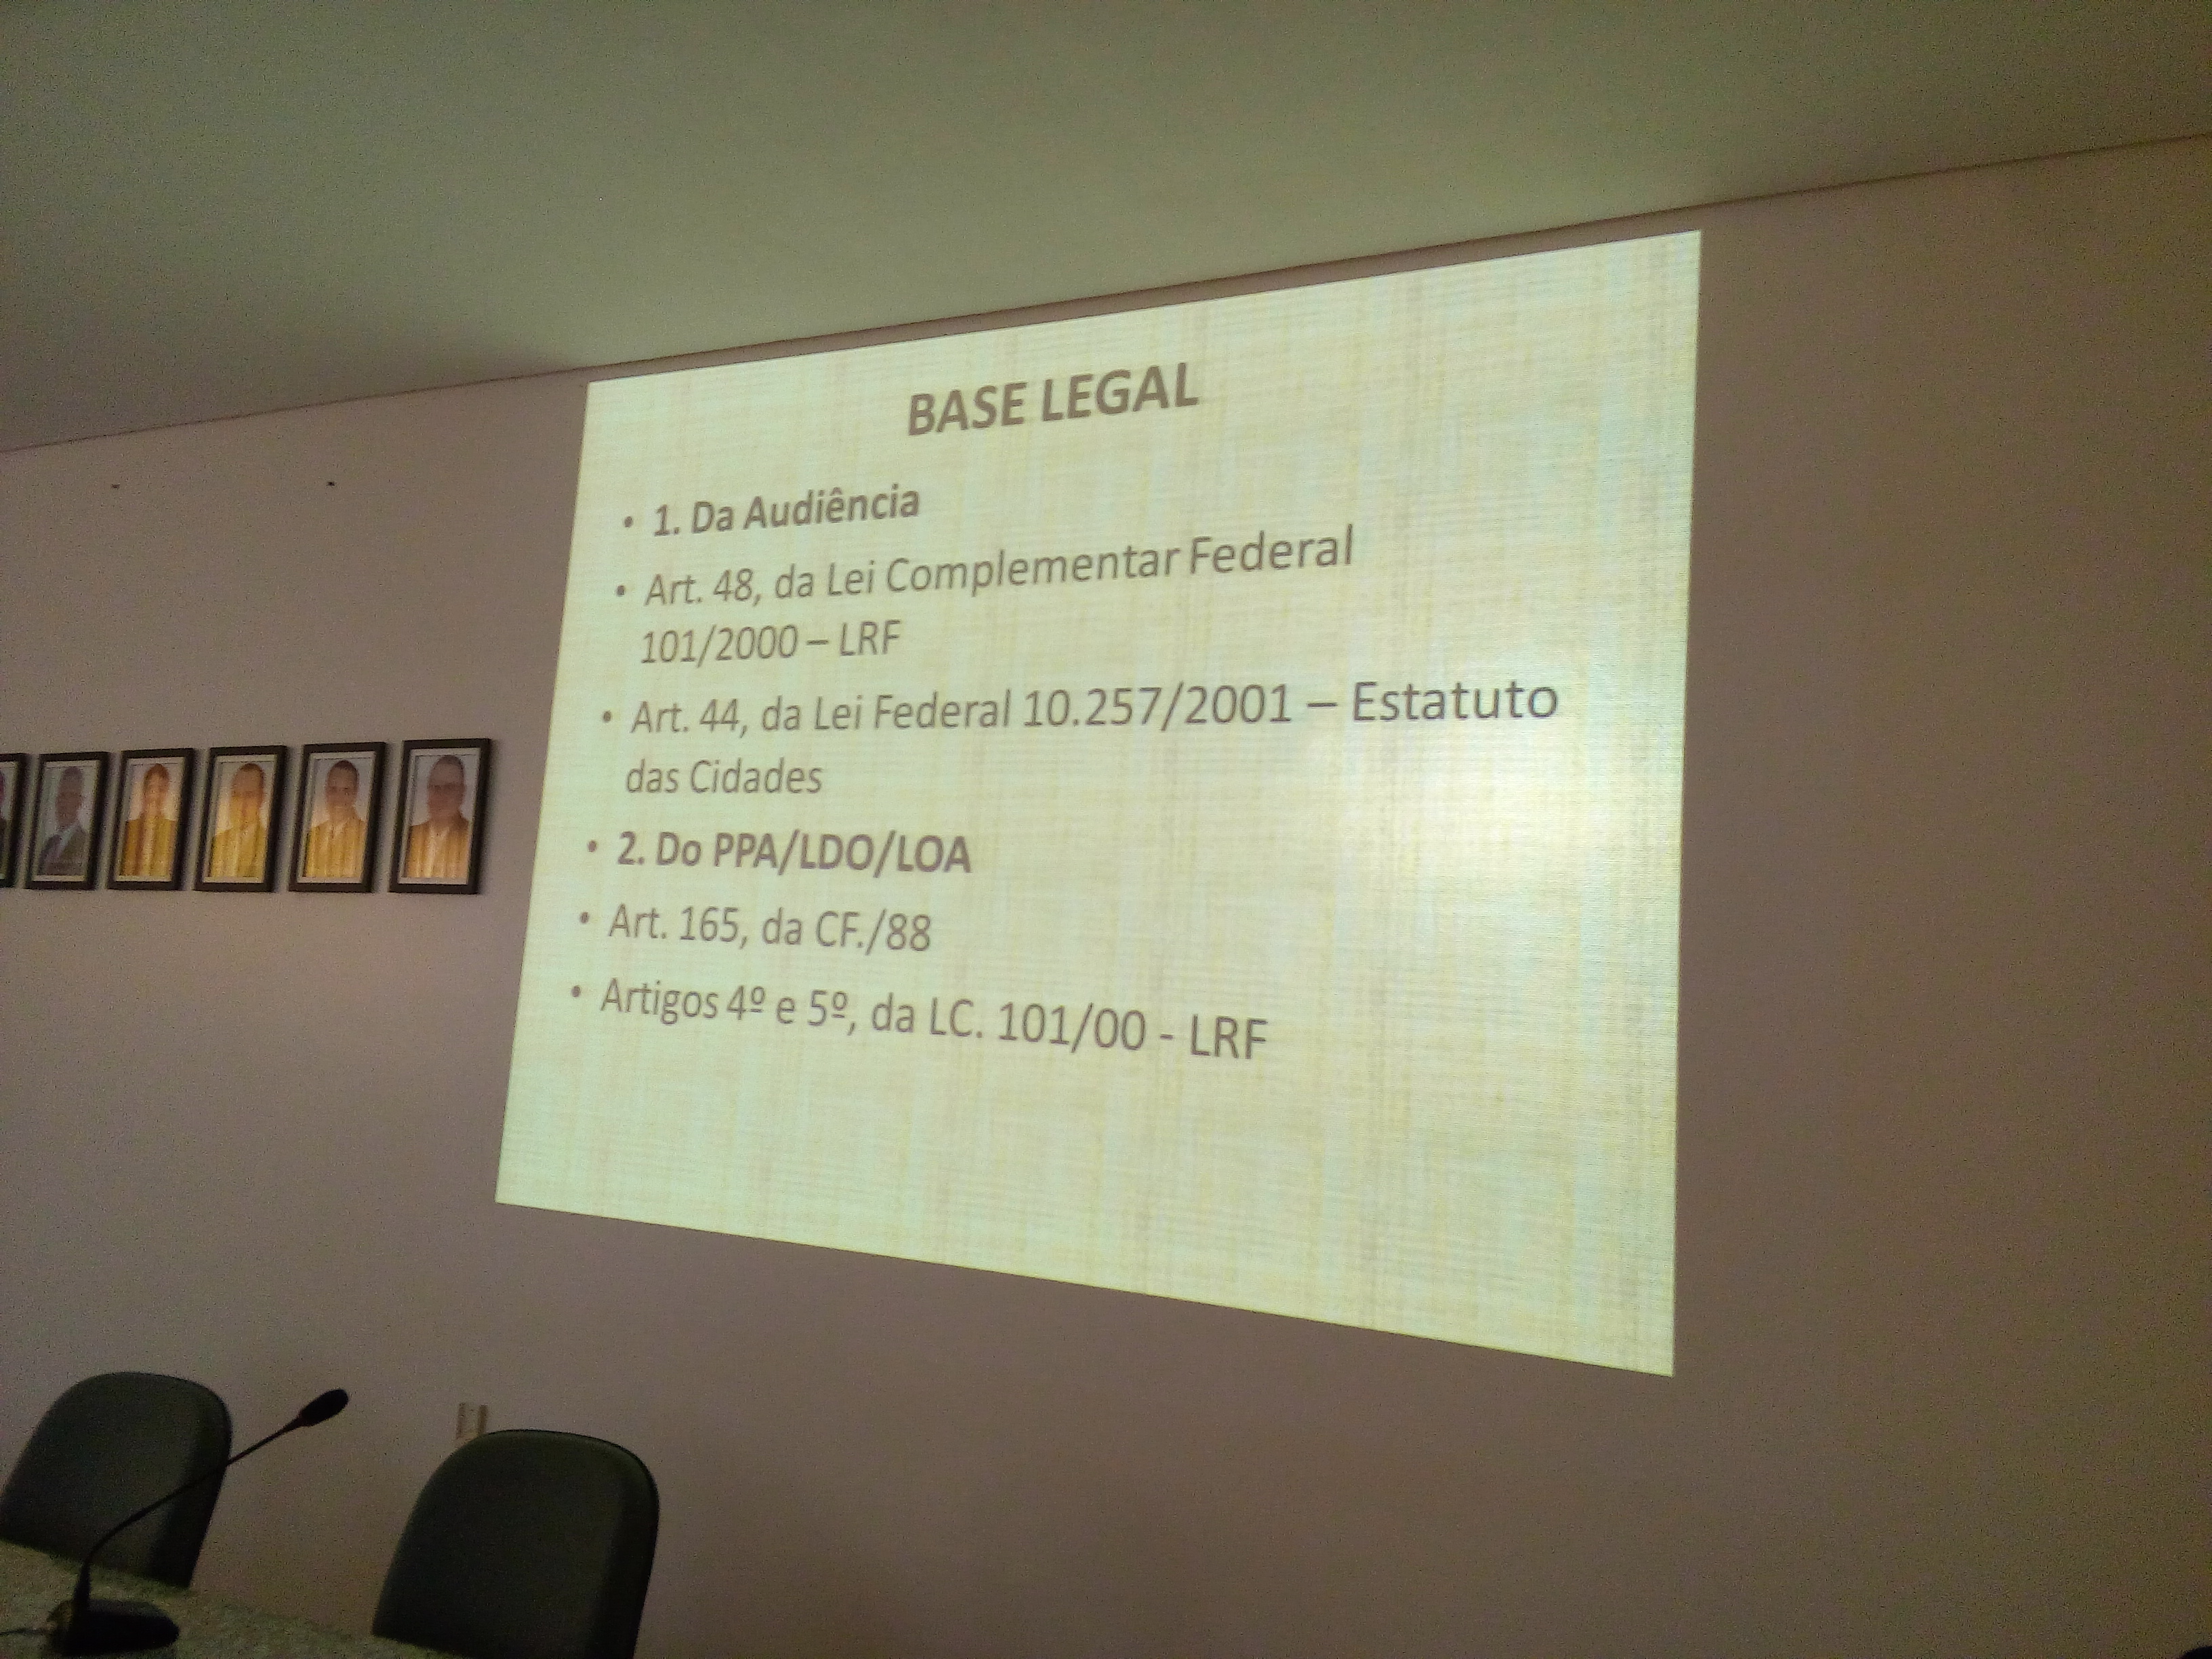 BASE LEGAL
• 1. Da Audiência
• Art. 48, da Lei Complementar Federal
101/2000 – LRF
• Art. 44, da Lei Federal 10.257/2001 – Estatuto
das Cidades
• 2. Do PPA/LDO/LOA
• Art. 165, da CF./88
• Artigos 4º e 5º, da LC. 101/00 - LRF